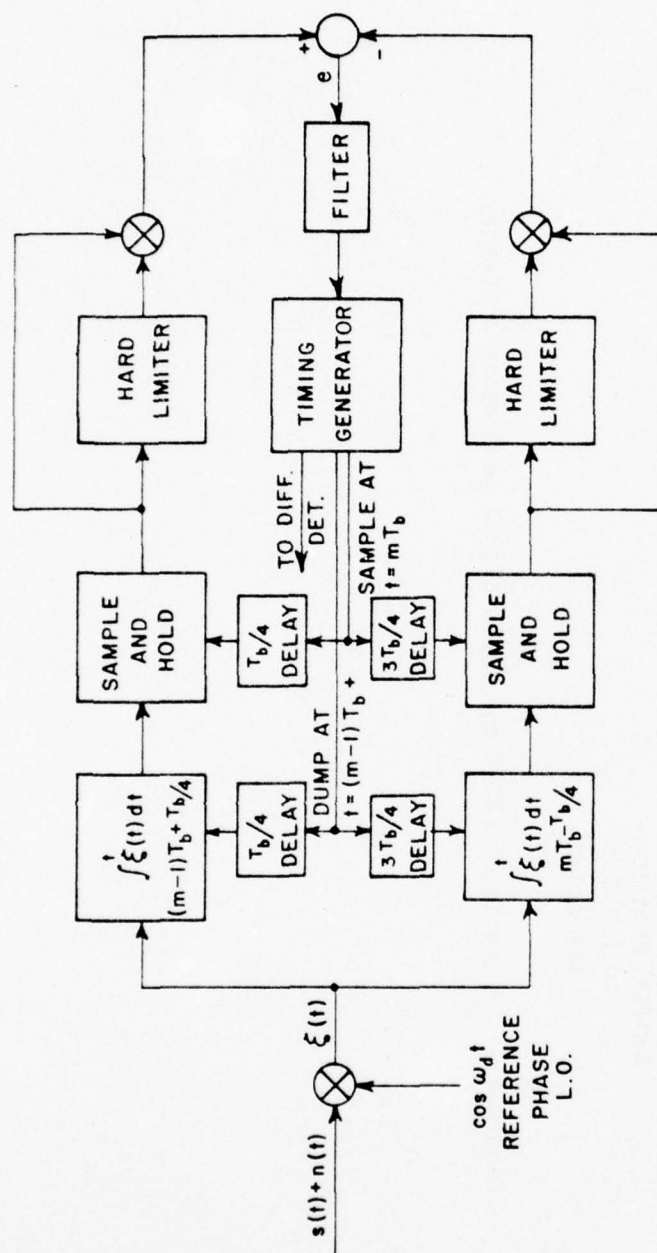 s(t)+n(t)
cos ω_d t
REFERENCE
PHASE
L.O.
ξ(t)
t
∫ ξ(t) dt
(m−1)T_b + T_b/4
T_b/4
DELAY
DUMP AT
t = (m−1)T_b +
3T_b/4
DELAY
t
∫ ξ(t) dt
mT_b − T_b/4
SAMPLE
AND
HOLD
T_b/4
DELAY
3T_b/4
DELAY
SAMPLE
AND
HOLD
TO DIFF.
DET.
SAMPLE AT
t = mT_b
HARD
LIMITER
TIMING
GENERATOR
HARD
LIMITER
FILTER
e
+
−